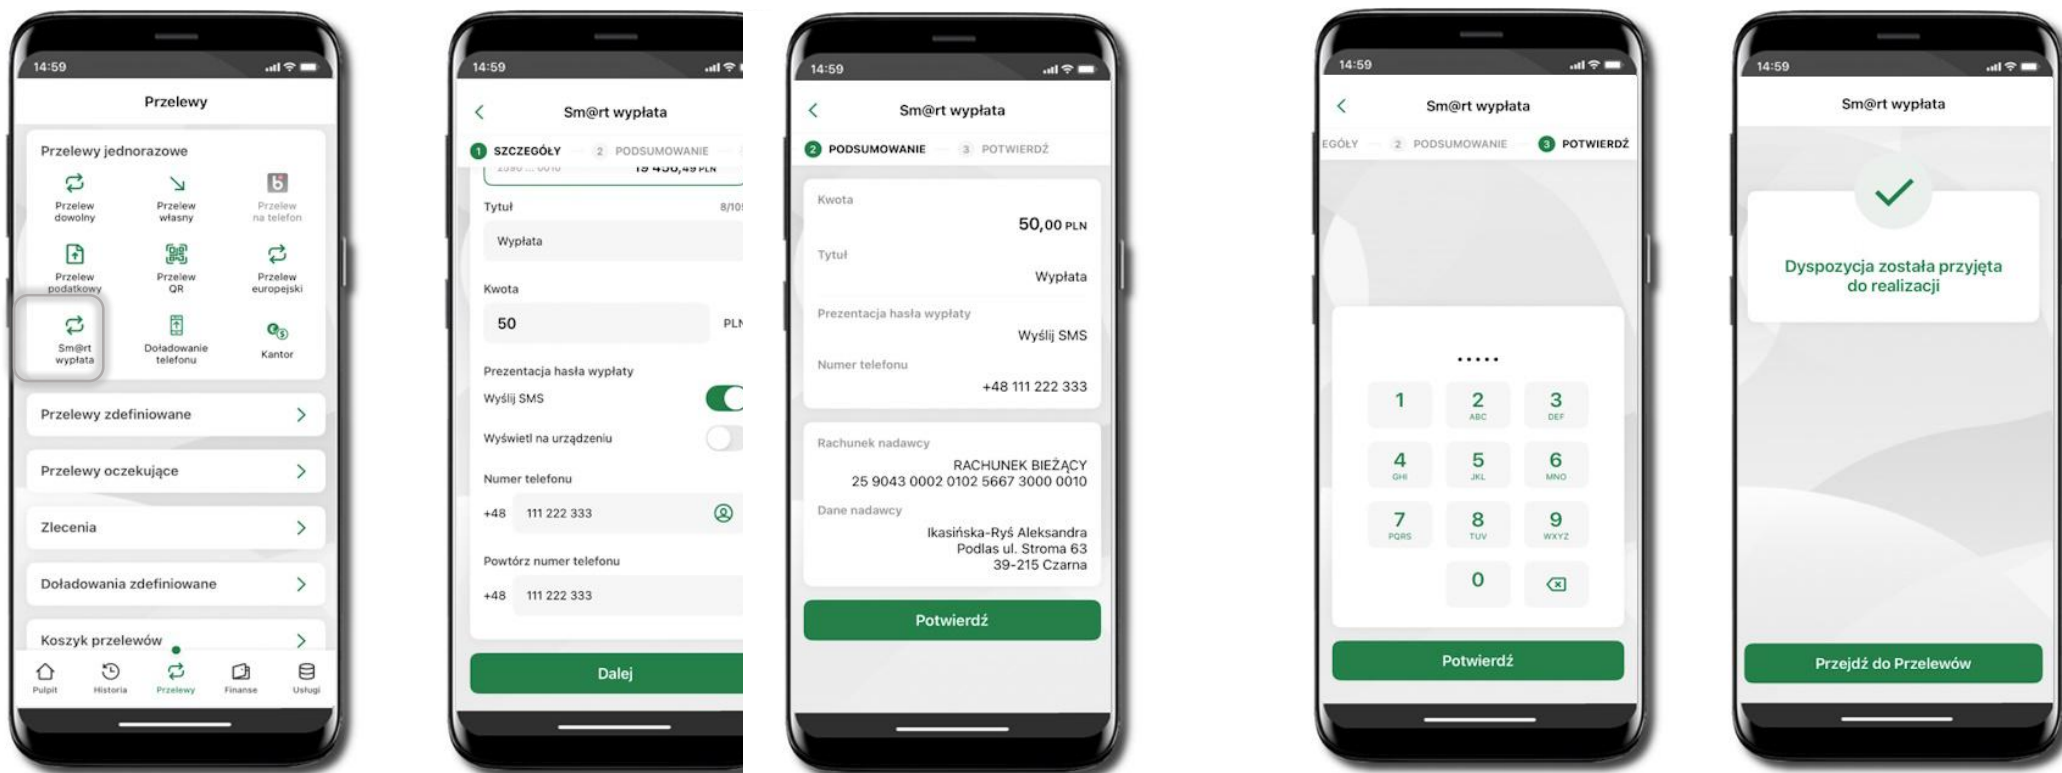 14:59
Przelewy
Przelewy jednorazowe
Przelew
dowolny
Przelew
własny
Przelew
na telefon
Przelew
podatkowy
Przelew
QR
Przelew
europejski
Sm@rt
wypłata
Doładowanie
telefonu
Kantor
Przelewy zdefiniowane
Przelewy oczekujące
Zlecenia
Doładowania zdefiniowane
Koszyk przelewów
Pulpit
Historia
Przelewy
Finanse
Usługi
14:59
Sm@rt wypłata
1 SZCZEGÓŁY 2 PODSUMOWANIE
2590 ... 0010 19 456,49 PLN
Tytuł 8/105
Wypłata
Kwota
50 PLN
Prezentacja hasła wypłaty
Wyślij SMS
Wyświetl na urządzeniu
Numer telefonu
+48 111 222 333
Powtórz numer telefonu
+48 111 222 333
Dalej
14:59
Sm@rt wypłata
2 PODSUMOWANIE 3 POTWIERDŹ
Kwota
50,00 PLN
Tytuł
Wypłata
Prezentacja hasła wypłaty
Wyślij SMS
Numer telefonu
+48 111 222 333
Rachunek nadawcy
RACHUNEK BIEŻĄCY
25 9043 0002 0102 5667 3000 0010
Dane nadawcy
Ikasińska-Ryś Aleksandra
Podlas ul. Stroma 63
39-215 Czarna
Potwierdź
14:59
Sm@rt wypłata
EGÓŁY 2 PODSUMOWANIE 3 POTWIERDŹ
1 2 3
ABC DEF
4 5 6
GHI JKL MNO
7 8 9
PQRS TUV WXYZ
0
Potwierdź
14:59
Sm@rt wypłata
Dyspozycja została przyjęta
do realizacji
Przejdź do Przelewów